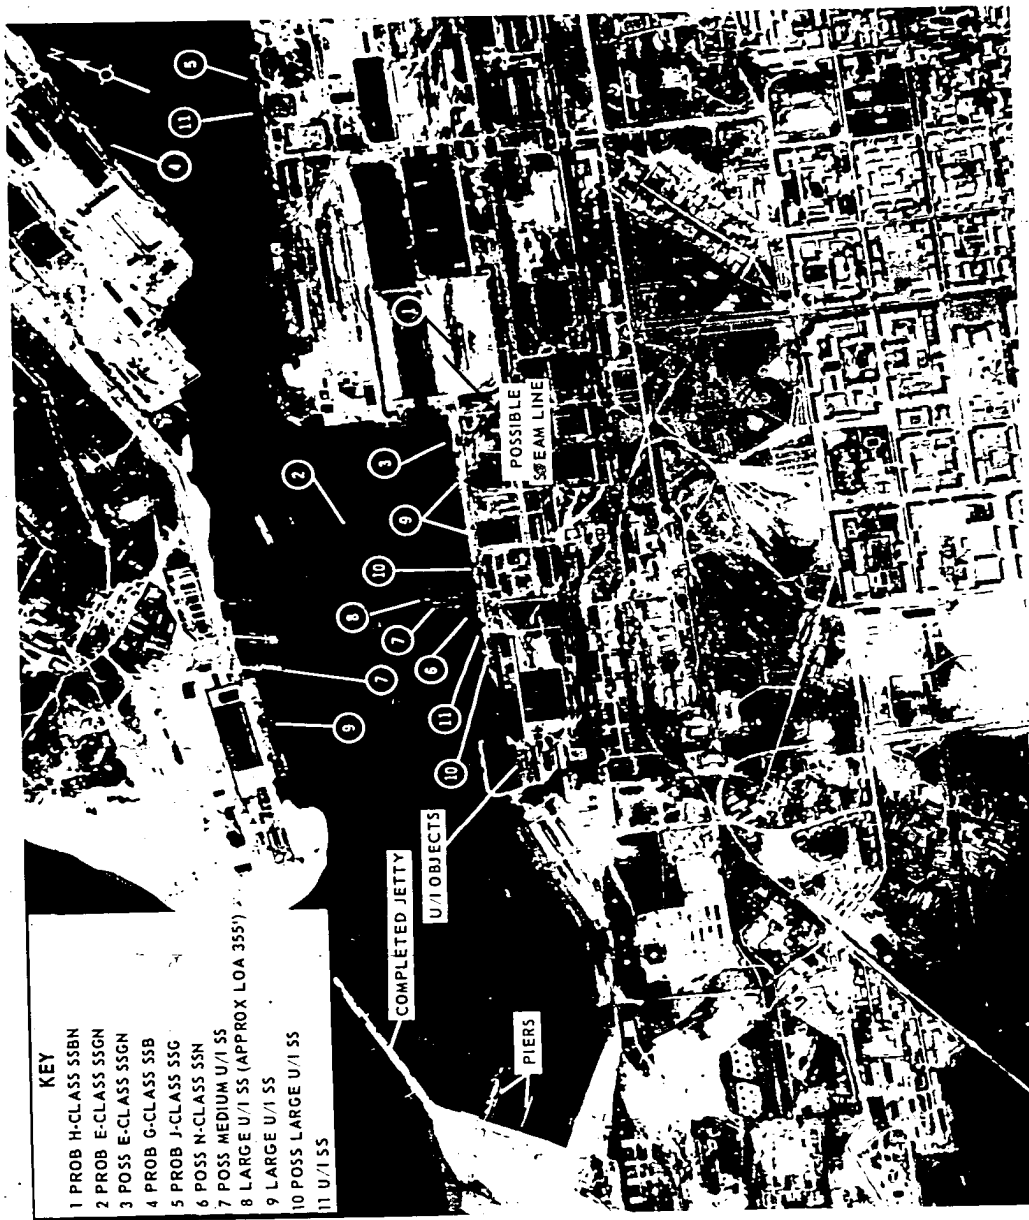 KEY
1 PROB H-CLASS SSBN
2 PROB E-CLASS SSGN
3 POSS E-CLASS SSGN
4 PROB G-CLASS SSB
5 PROB J-CLASS SSG
6 POSS N-CLASS SSN
7 POSS MEDIUM U/I SS
8 LARGE U/I SS (APPROX LOA 355')
9 LARGE U/I SS
10 POSS LARGE U/I SS
11 U/I SS
COMPLETED JETTY
PIERS
U/I OBJECTS
POSSIBLE
STEAM LINE
N
5
11
4
1
3
2
9
10
8
7
6
7
11
9
10